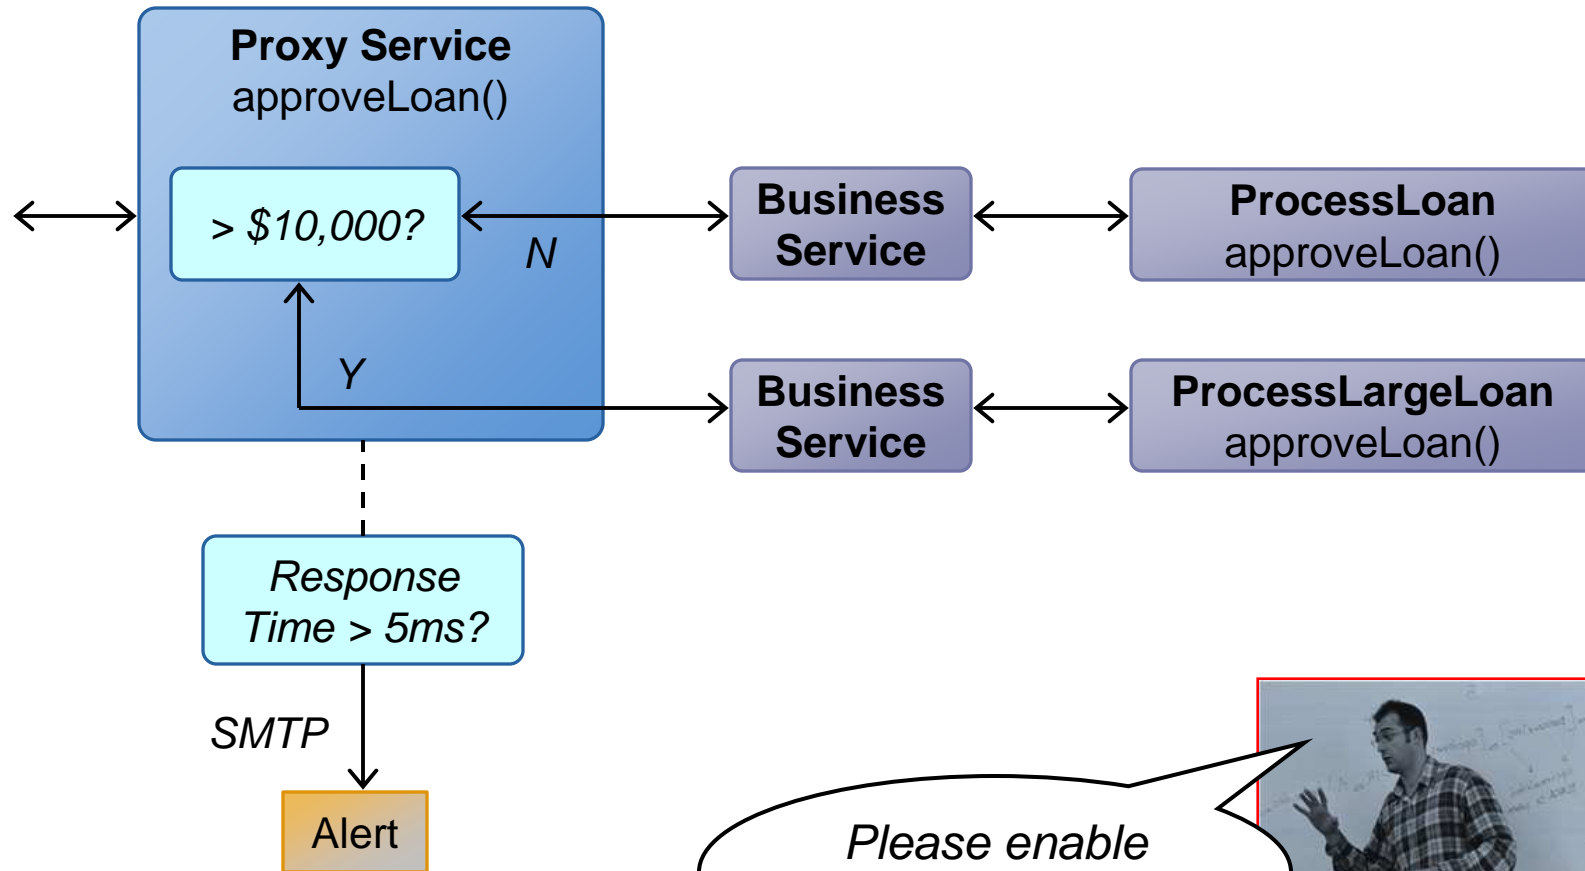 Proxy Service
approveLoan()
> $10,000?
N
Business
Service
ProcessLoan
approveLoan()
Y
Business
Service
ProcessLargeLoan
approveLoan()
Response
Time > 5ms?
SMTP
Alert
Please enable